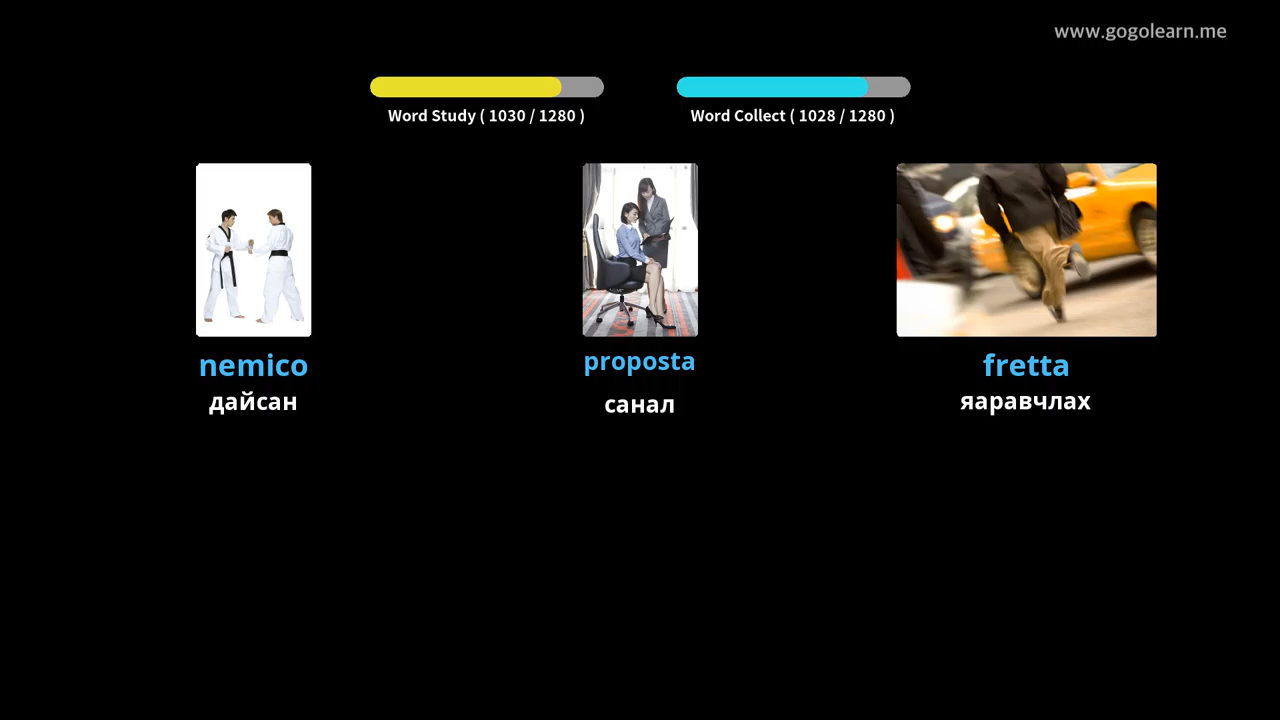 www.gogolearn.me
Word Study ( 1030 / 1280 )
Word Collect ( 1028 / 1280 )
nemico
дайсан
proposta
санал
fretta
яаравчлах